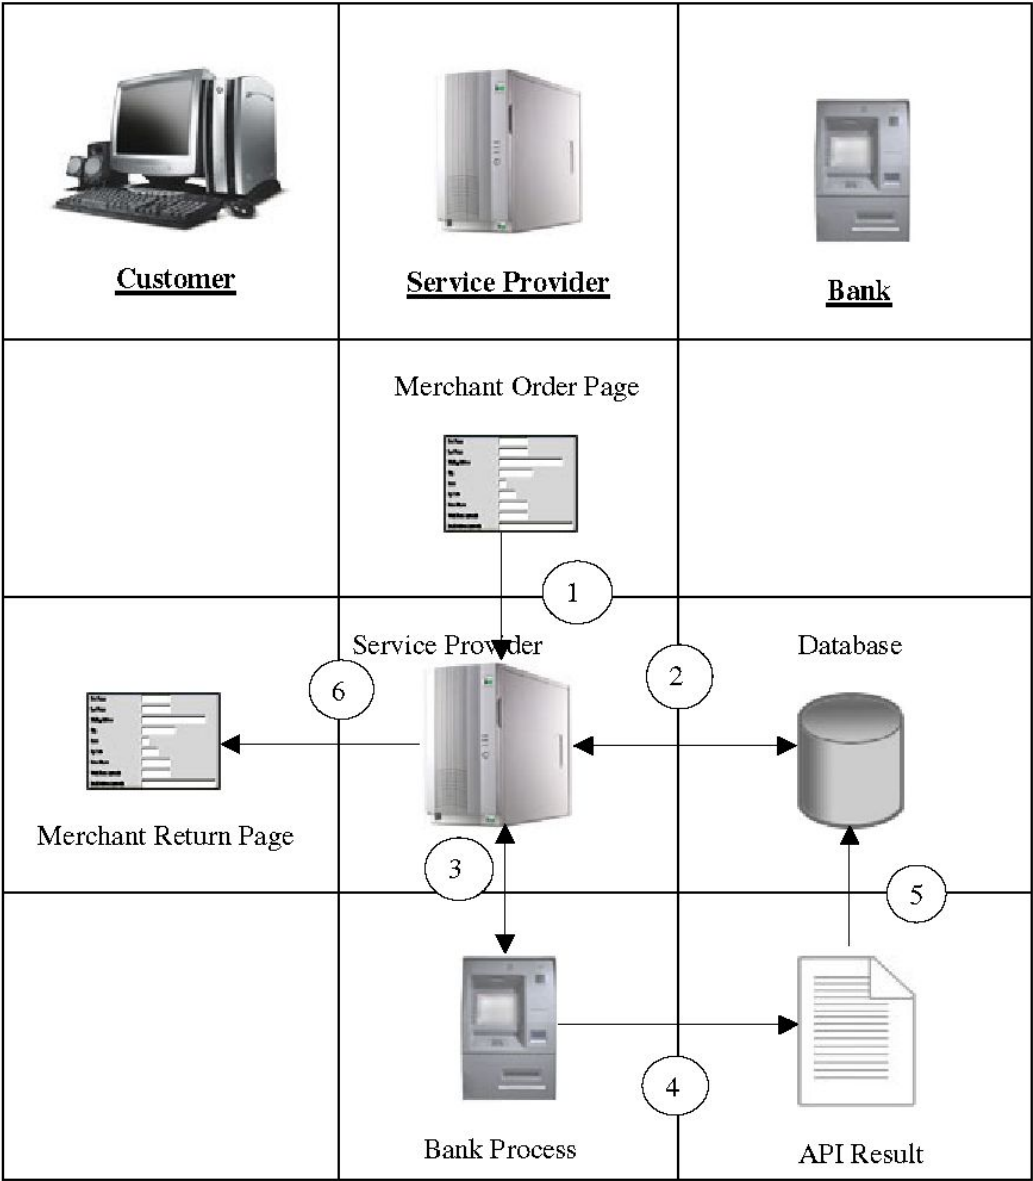 Customer
Service Provider
Bank
Merchant Order Page
1
Service Provider
2
Database
6
Merchant Return Page
3
5
4
Bank Process
API Result